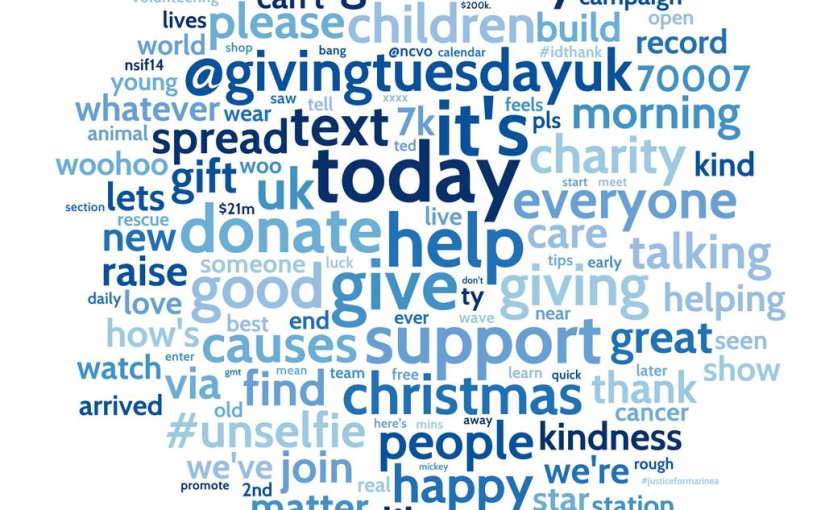 volunteering can't $200k. campaign
lives please children build open
world shop bang @ncvo calendar #idthank record
nsif14 @givingtuesdayuk 70007
young saw tell xxxx feels
whatever wear text 7k it's pls morning
animal spread ted
woohoo gift woo today charity kind
lets uk start meet
section $21m live everyone
rescue
new donate help care talking
raise someone luck tips early
good give don't giving
daily love ty helping
how's best end ever wave near
causes support great seen
watch enter
via gmt mean team free learn quick later show
find christmas thank
arrived old cancer
#unselfie here's mins away
people kindness
we've join mickey we're rough
real #justiceformarinea
promote 2nd happy star station
matter